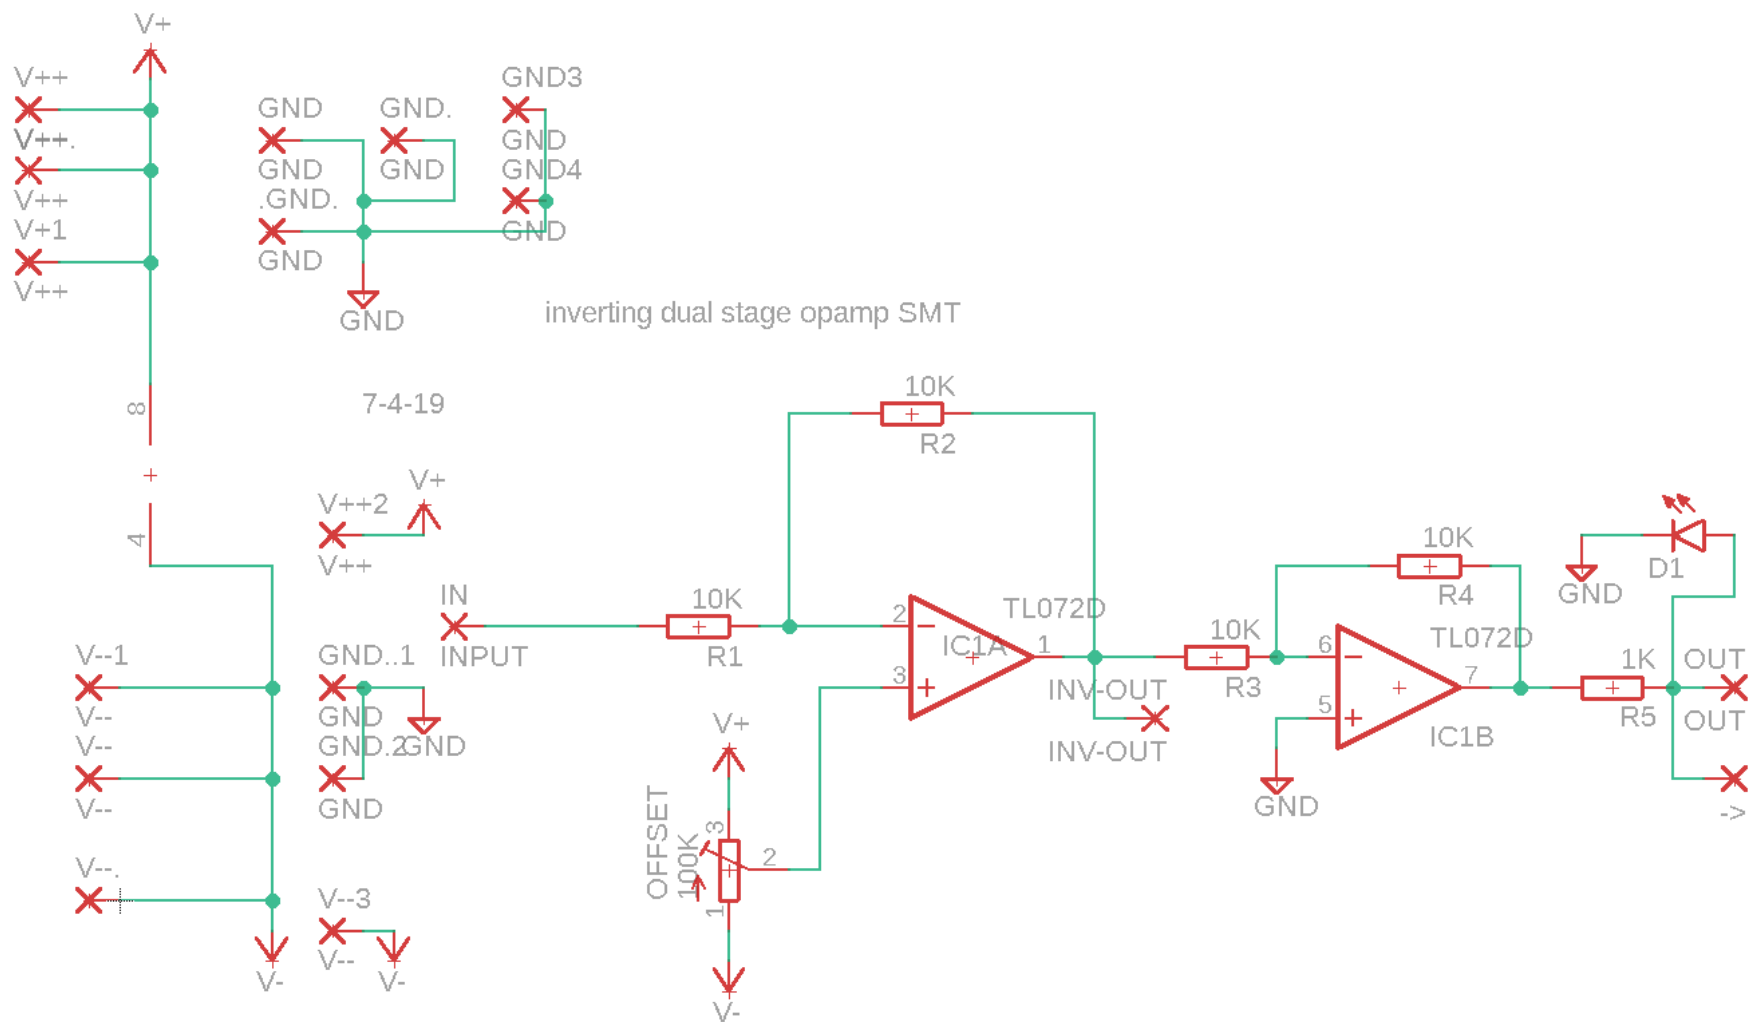 V+
V++
V++.
V++
V+1
V++
GND
GND
.GND.
GND
GND.
GND
GND3
GND
GND4
GND
GND
inverting dual stage opamp SMT
7-4-19
8
4
V++2
V++
V+
IN
INPUT
10K
R1
10K
R2
2
3
IC1A
TL072D
1
INV-OUT
INV-OUT
10K
R3
10K
R4
6
5
TL072D
7
IC1B
GND
1K
R5
D1
GND
OUT
OUT
->
V--1
V--
V--
V--
V--.
V-
GND..1
GND
GND.2
GND
GND
V--3
V--
V-
V+
OFFSET
100K
3
2
1
V-